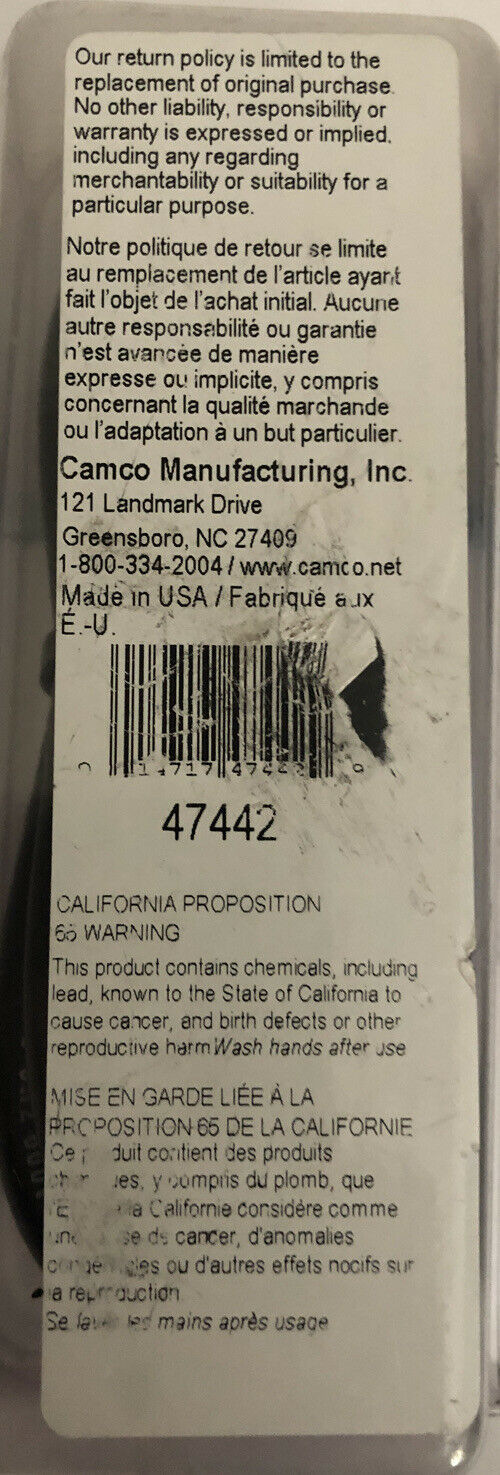 Our return policy is limited to the
replacement of original purchase.
No other liability, responsibility or
warranty is expressed or implied,
including any regarding
merchantability or suitability for a
particular purpose.
Notre politique de retour se limite
au remplacement de l'article ayant
fait l'objet de l'achat initial. Aucune
autre responsabilité ou garantie
n'est avancée de manière
expresse ou implicite, y compris
concernant la qualité marchande
ou l'adaptation à un but particulier.
Camco Manufacturing, Inc.
121 Landmark Drive
Greensboro, NC 27409
1-800-334-2004 / www.camco.net
Made in USA / Fabriqué aux
É.-U.
0 14717 47442 9
47442
CALIFORNIA PROPOSITION
65 WARNING
This product contains chemicals, including
lead, known to the State of California to
cause cancer, and birth defects or other
reproductive harm Wash hands after use
MISE EN GARDE LIÉE À LA
PROPOSITION 65 DE LA CALIFORNIE
Ce contient des produits
y compris du plomb, que
la Californie considére comme
de cancer, d'anomalies
ou d'autres effets nocifs sur
la reproduction
Se les mains après usage